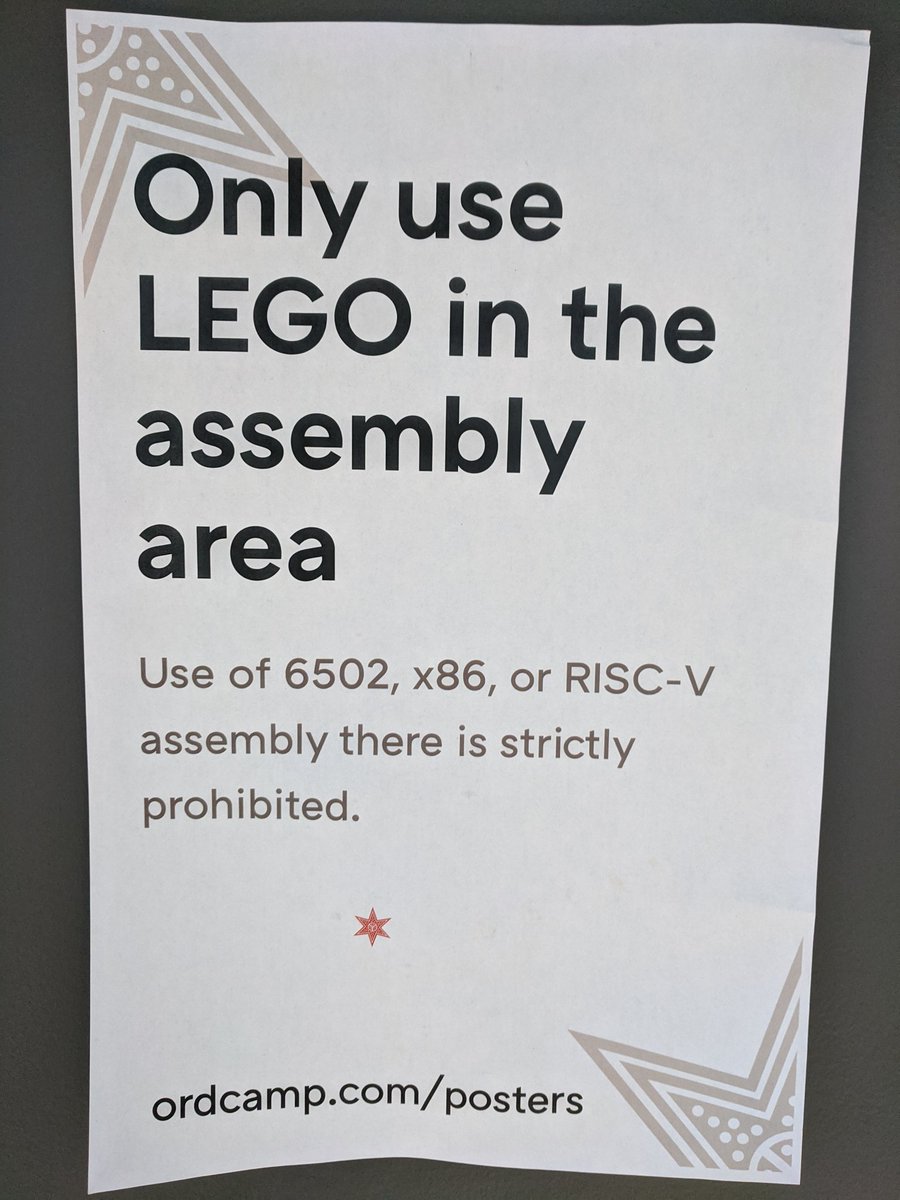 Only use
LEGO in the
assembly
area
Use of 6502, x86, or RISC-V
assembly there is strictly
prohibited.
ordcamp.com/posters